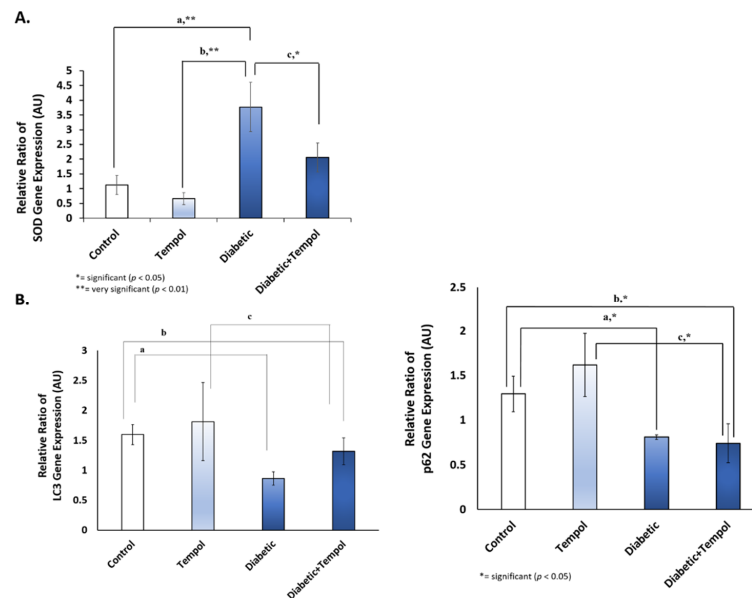 A.
a,**
b,**
c,*
Relative Ratio of
SOD Gene Expression (AU)
5
4.5
4
3.5
3
2.5
2
1.5
1
0.5
0
Control
Tempol
Diabetic
Diabetic+Tempol
*= significant (p < 0.05)
**= very significant (p < 0.01)
B.
c
b
a
Relative Ratio of
LC3 Gene Expression (AU)
3
2.5
2
1.5
1
0.5
0
Control
Tempol
Diabetic
Diabetic+Tempol
b,*
a,*
c,*
Relative Ratio of
p62 Gene Expression (AU)
2.5
2
1.5
1
0.5
0
Control
Tempol
Diabetic
Diabetic+Tempol
*= significant (p < 0.05)